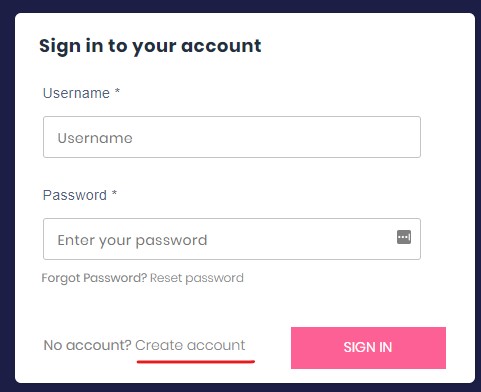 Sign in to your account
Username *
Username
Password *
Enter your password
Forgot Password? Reset password
No account? Create account
SIGN IN